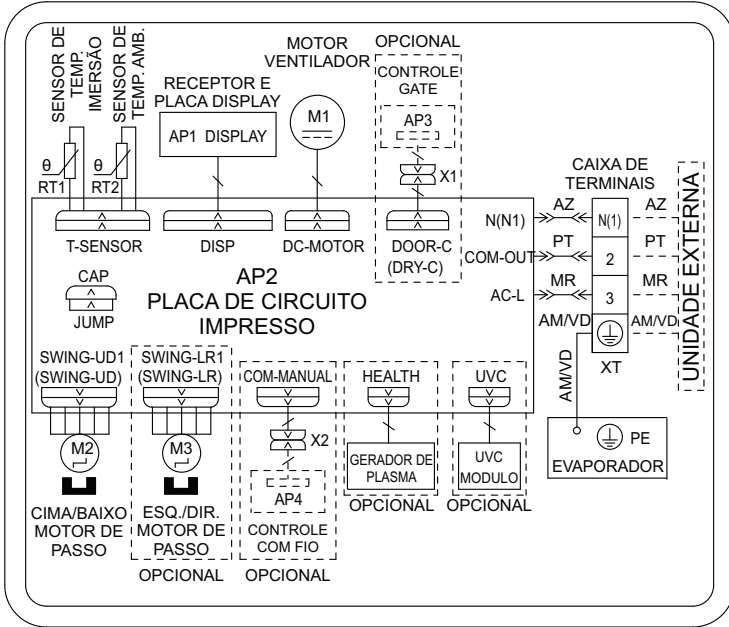 SENSOR DE
TEMP.
IMERSÃO
SENSOR DE
TEMP. AMB.
RECEPTOR E
PLACA DISPLAY
AP1 DISPLAY
MOTOR
VENTILADOR
M1
OPCIONAL
CONTROLE
GATE
AP3
X1
θ
RT1
θ
RT2
CAIXA DE
TERMINAIS
T-SENSOR
DISP
DC-MOTOR
DOOR-C
(DRY-C)
N(N1)
AZ
N(1)
AZ
COM-OUT
PT
2
PT
AC-L
MR
3
MR
AM/VD
AM/VD
XT
UNIDADE EXTERNA
CAP
JUMP
AP2
PLACA DE CIRCUITO
IMPRESSO
AM/VD
PE
EVAPORADOR
SWING-UD1
(SWING-UD)
M2
CIMA/BAIXO
MOTOR DE
PASSO
SWING-LR1
(SWING-LR)
M3
ESQ./DIR.
MOTOR DE
PASSO
OPCIONAL
COM-MANUAL
X2
AP4
CONTROLE
COM FIO
OPCIONAL
HEALTH
GERADOR DE
PLASMA
OPCIONAL
UVC
UVC
MODULO
OPCIONAL